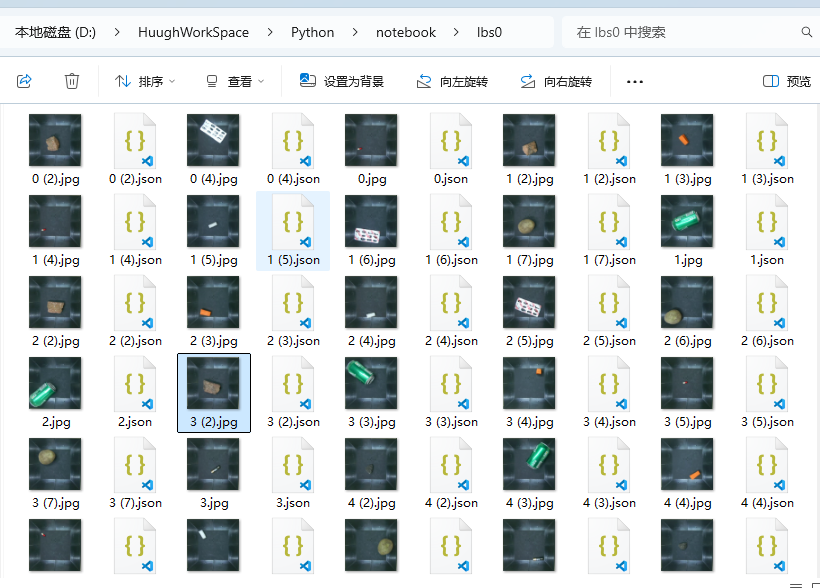 本地磁盘 (D:) > HuughWorkSpace > Python > notebook > lbs0
在 lbs0 中搜索
排序 查看 设置为背景 向左旋转 向右旋转 ... 预览
0 (2).jpg 0 (2).json 0 (4).jpg 0 (4).json 0.jpg 0.json 1 (2).jpg 1 (2).json 1 (3).jpg 1 (3).json
1 (4).jpg 1 (4).json 1 (5).jpg 1 (5).json 1 (6).jpg 1 (6).json 1 (7).jpg 1 (7).json 1.jpg 1.json
2 (2).jpg 2 (2).json 2 (3).jpg 2 (3).json 2 (4).jpg 2 (4).json 2 (5).jpg 2 (5).json 2 (6).jpg 2 (6).json
2.jpg 2.json 3 (2).jpg 3 (2).json 3 (3).jpg 3 (3).json 3 (4).jpg 3 (4).json 3 (5).jpg 3 (5).json
3 (7).jpg 3 (7).json 3.jpg 3.json 4 (2).jpg 4 (2).json 4 (3).jpg 4 (3).json 4 (4).jpg 4 (4).json